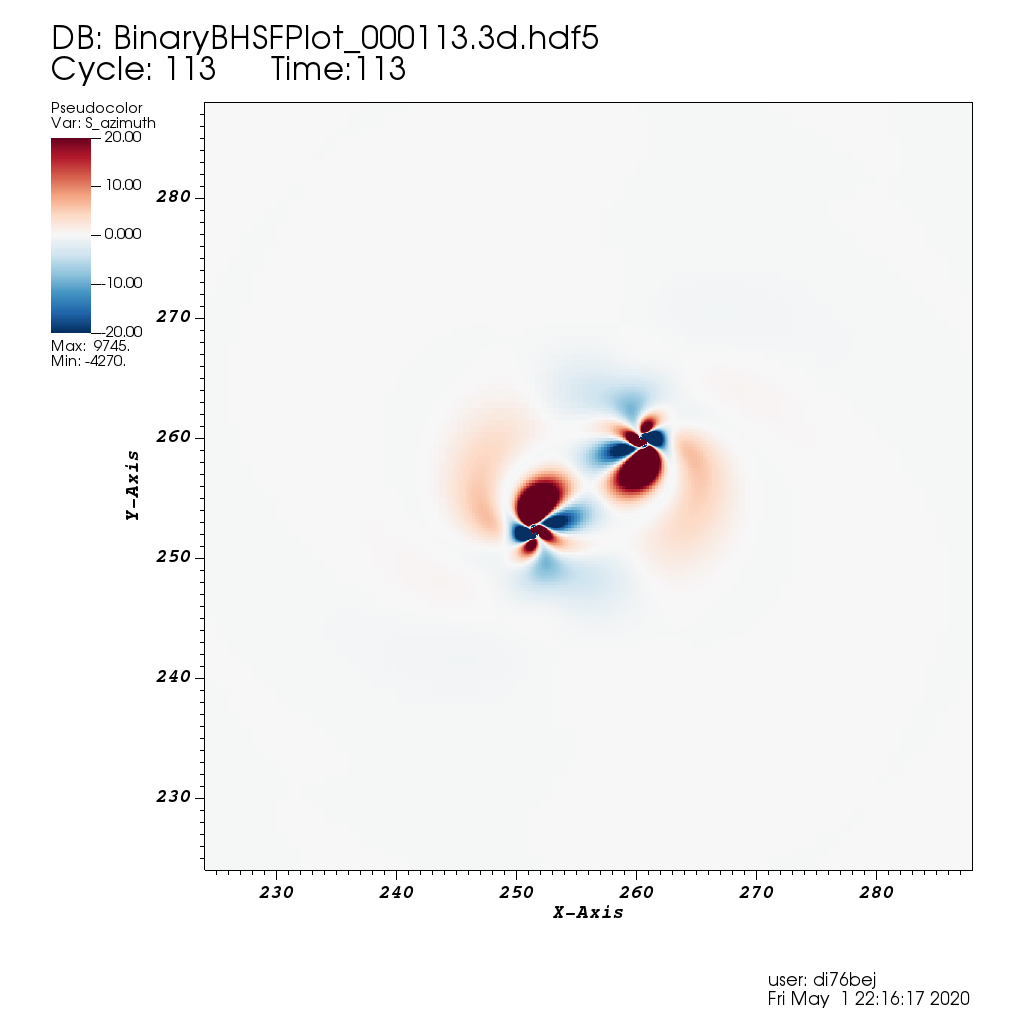 DB: BinaryBHSFPlot_000113.3d.hdf5
Cycle: 113 Time:113
Pseudocolor
Var: S_azimuth
20.00
10.00
0.000
-10.00
-20.00
Max: 9745.
Min: -4270.
280
270
260
250
240
230
Y-Axis
230 240 250 260 270 280
X-Axis
user: di76bej
Fri May 1 22:16:17 2020